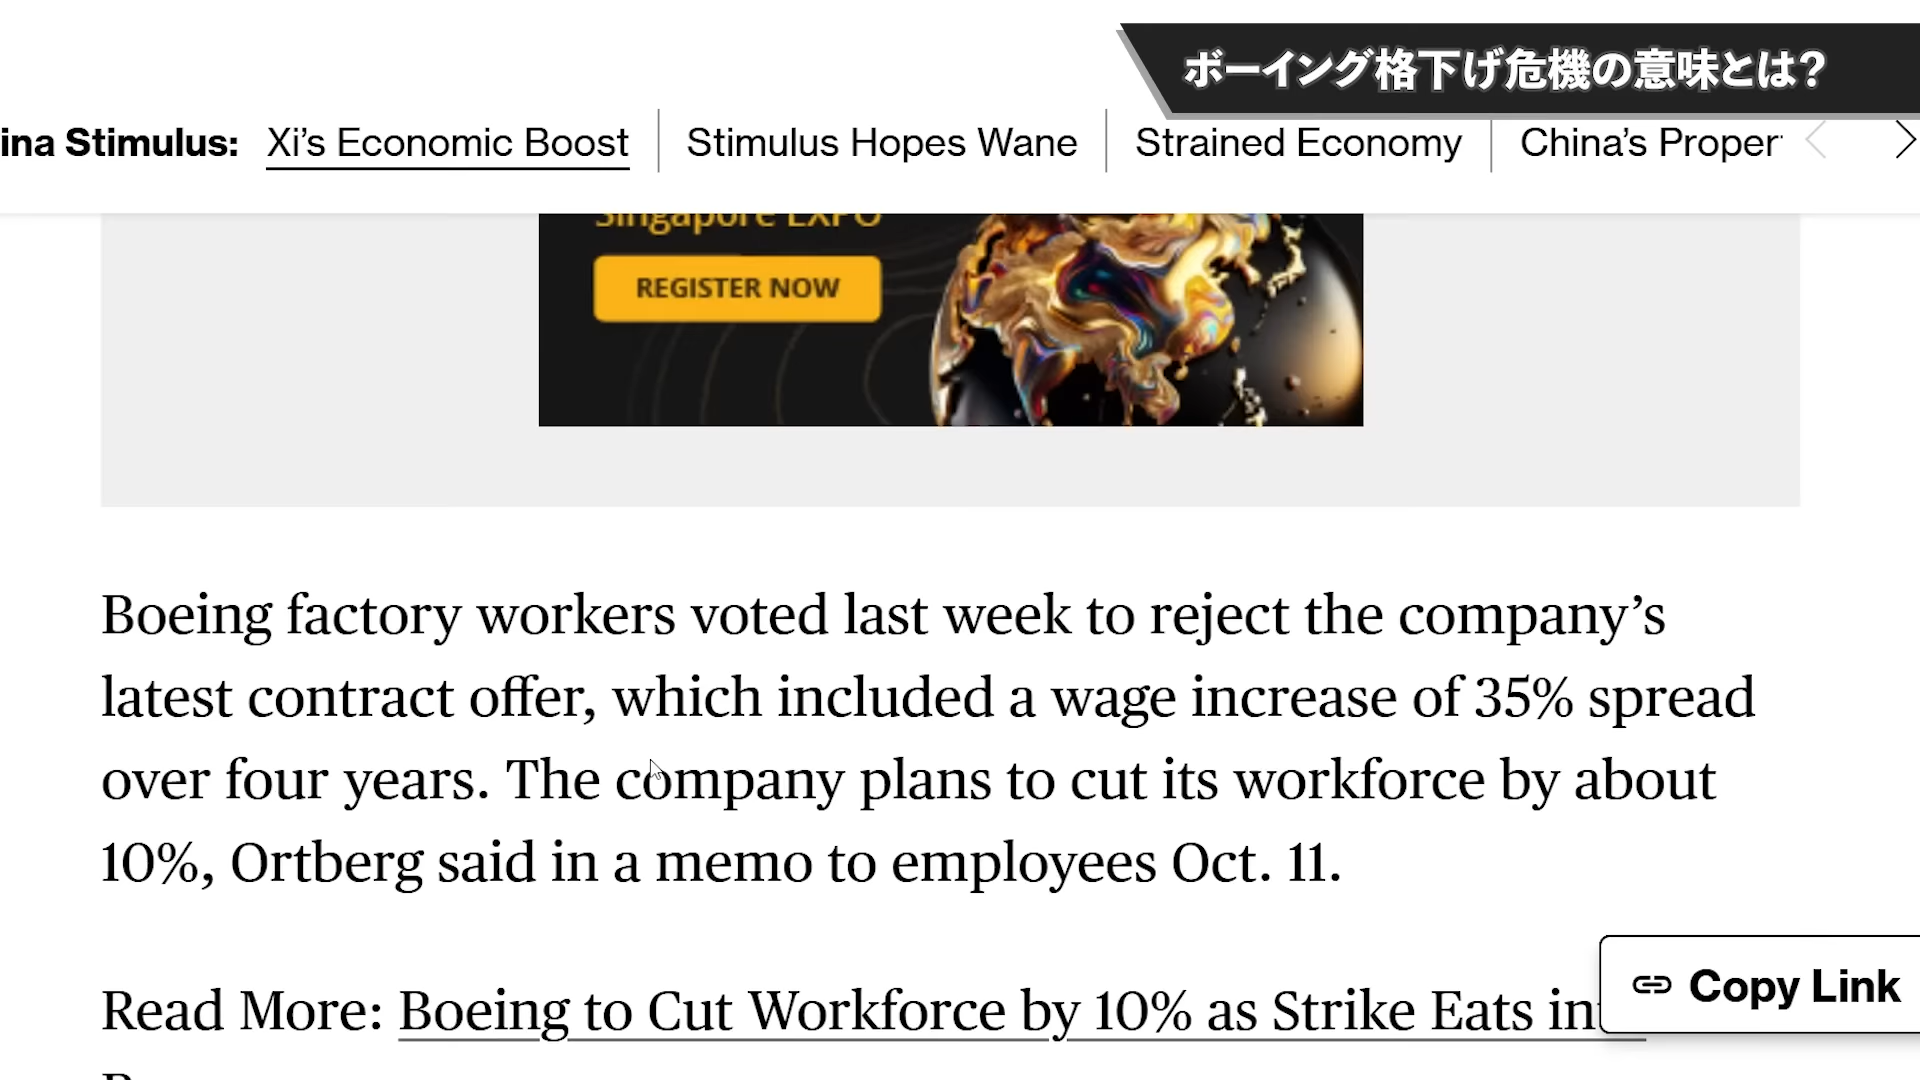 ボーイング格下げ危機の意味とは?
ina Stimulus: Xi's Economic Boost Stimulus Hopes Wane Strained Economy China's Proper
Singapore EXPO
REGISTER NOW
Boeing factory workers voted last week to reject the company's
latest contract offer, which included a wage increase of 35% spread
over four years. The company plans to cut its workforce by about
10%, Ortberg said in a memo to employees Oct. 11.
Read More: Boeing to Cut Workforce by 10% as Strike Eats in
Copy Link